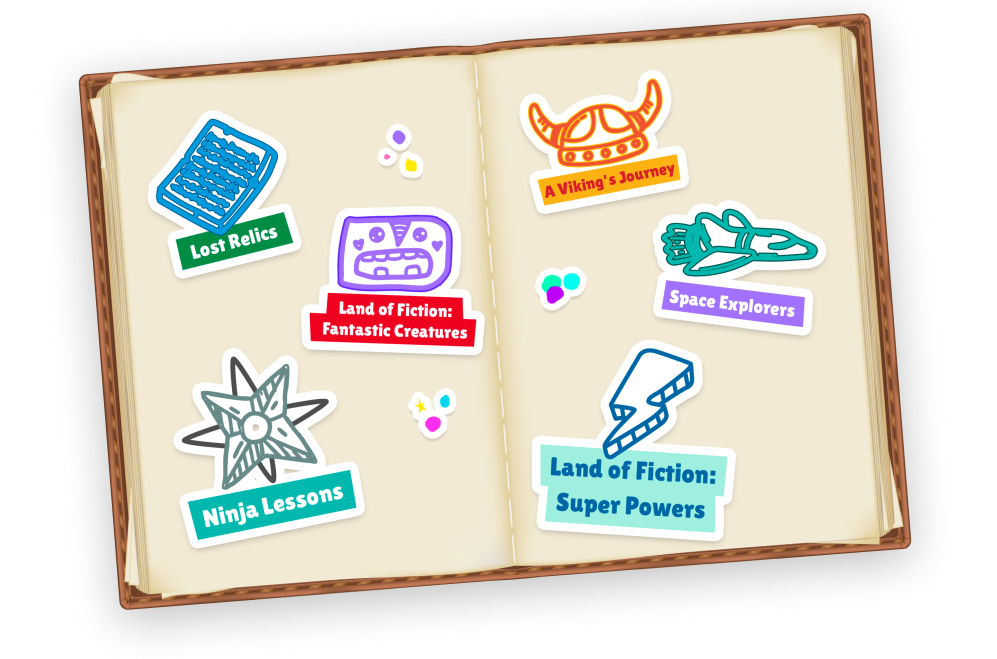 Lost Relics
Land of Fiction:
Fantastic Creatures
Ninja Lessons
A Viking's Journey
Space Explorers
Land of Fiction:
Super Powers